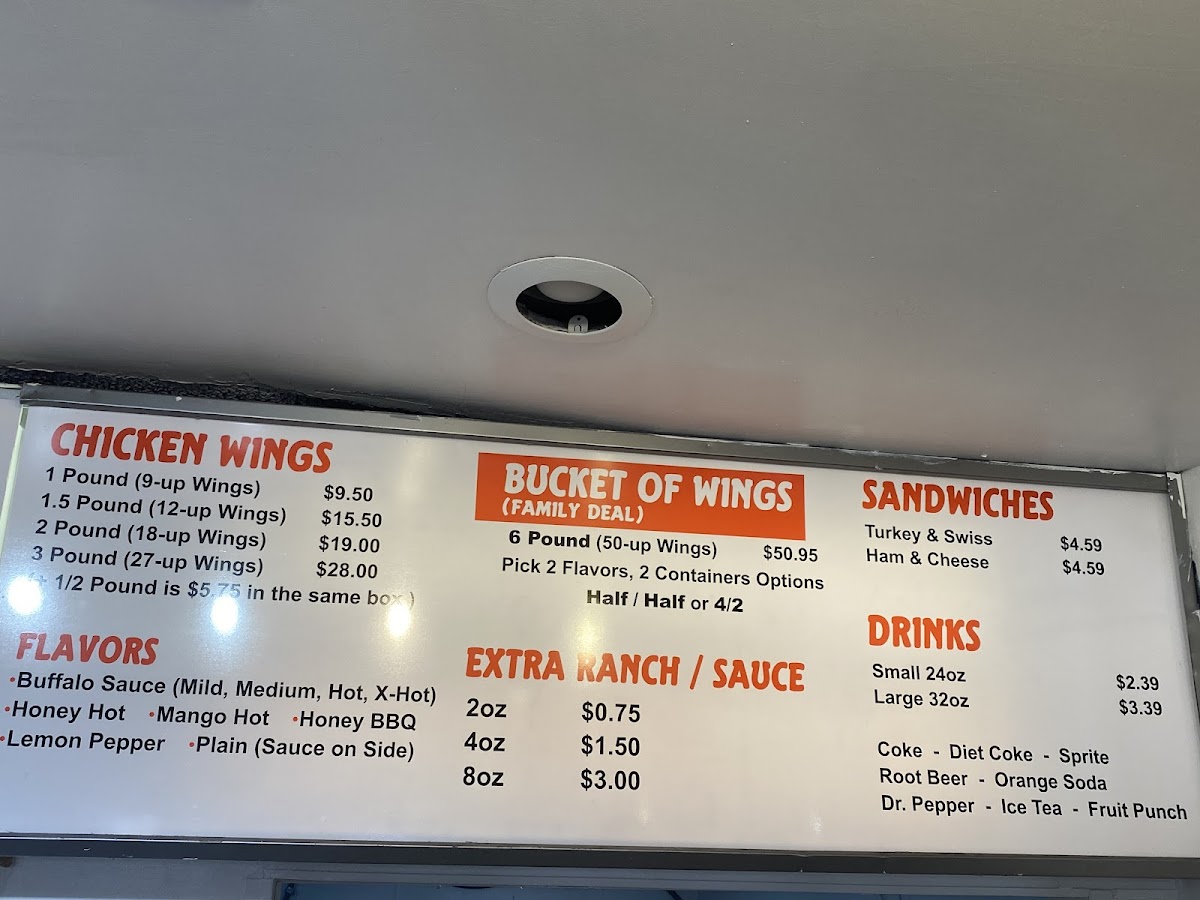 CHICKEN WINGS
1 Pound (9-up Wings) $9.50
1.5 Pound (12-up Wings) $15.50
2 Pound (18-up Wings) $19.00
3 Pound (27-up Wings) $28.00
(+ 1/2 Pound is $5.75 in the same box)
FLAVORS
•Buffalo Sauce (Mild, Medium, Hot, X-Hot)
•Honey Hot •Mango Hot •Honey BBQ
•Lemon Pepper •Plain (Sauce on Side)
BUCKET OF WINGS
(FAMILY DEAL)
6 Pound (50-up Wings) $50.95
Pick 2 Flavors, 2 Containers Options
Half / Half or 4/2
EXTRA RANCH / SAUCE
2oz $0.75
4oz $1.50
8oz $3.00
SANDWICHES
Turkey & Swiss $4.59
Ham & Cheese $4.59
DRINKS
Small 24oz $2.39
Large 32oz $3.39
Coke - Diet Coke - Sprite
Root Beer - Orange Soda
Dr. Pepper - Ice Tea - Fruit Punch